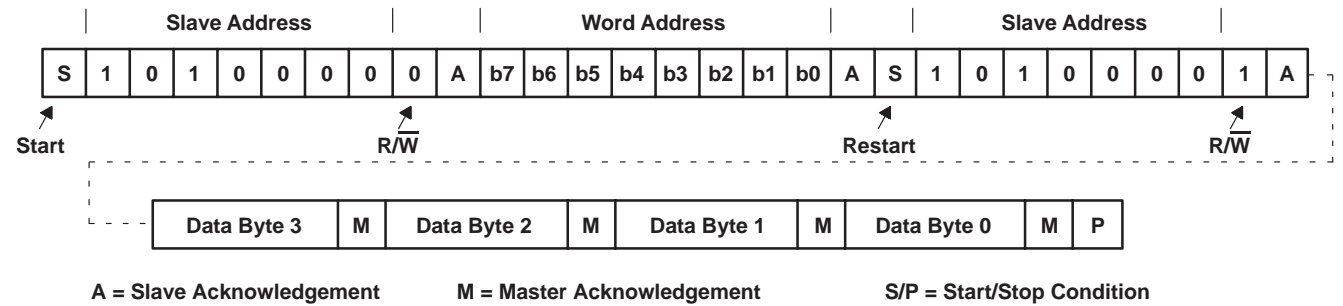 Slave Address Word Address Slave Address
S 1 0 1 0 0 0 0 0 A b7 b6 b5 b4 b3 b2 b1 b0 A S 1 0 1 0 0 0 0 1 A
Start R/W̅ Restart R/W̅
Data Byte 3 M Data Byte 2 M Data Byte 1 M Data Byte 0 M P
A = Slave Acknowledgement M = Master Acknowledgement S/P = Start/Stop Condition